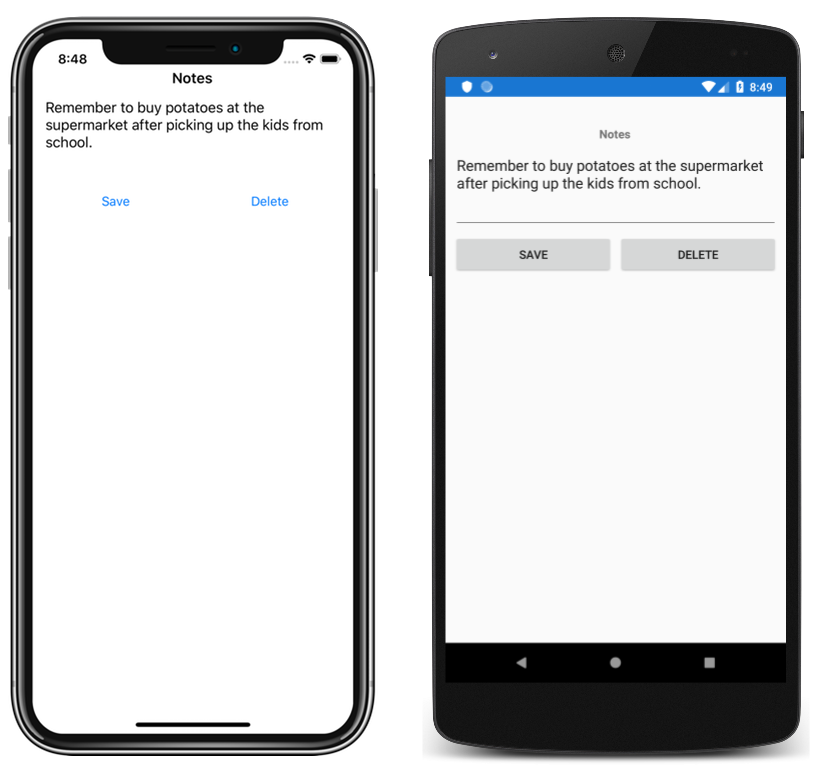 8:48
Notes
Remember to buy potatoes at the
supermarket after picking up the kids from
school.
Save
Delete
8:49
Notes
Remember to buy potatoes at the supermarket
after picking up the kids from school.
SAVE
DELETE